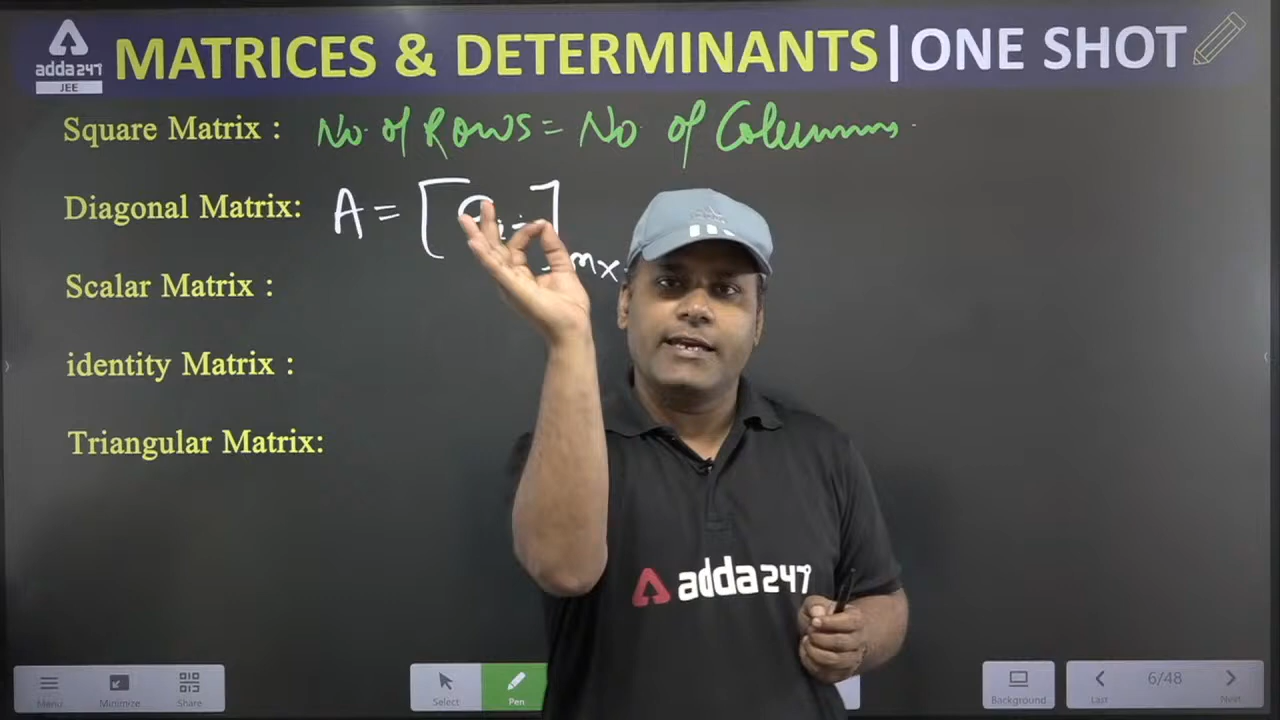 adda247
JEE
MATRICES & DETERMINANTS | ONE SHOT
Square Matrix : No. of Rows = No. of Columns.
Diagonal Matrix: A = [ i ] mx
Scalar Matrix :
identity Matrix :
Triangular Matrix:
adda247
Menu
Minimize
Share
Select
Pen
Background
Last
6/48
Next